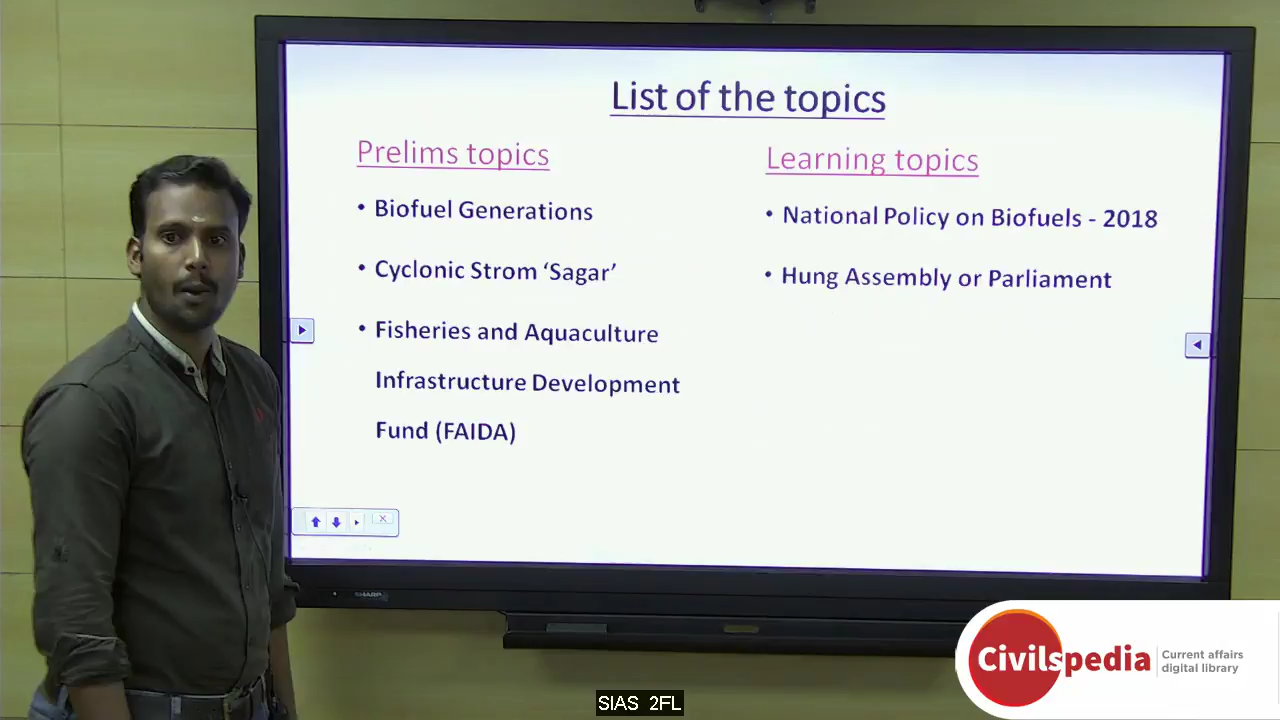 List of the topics
Prelims topics
• Biofuel Generations
• Cyclonic Strom ‘Sagar’
• Fisheries and Aquaculture
Infrastructure Development
Fund (FAIDA)
Learning topics
• National Policy on Biofuels - 2018
• Hung Assembly or Parliament
SHARP
Civilspedia
Current affairs
digital library
SIAS 2FL